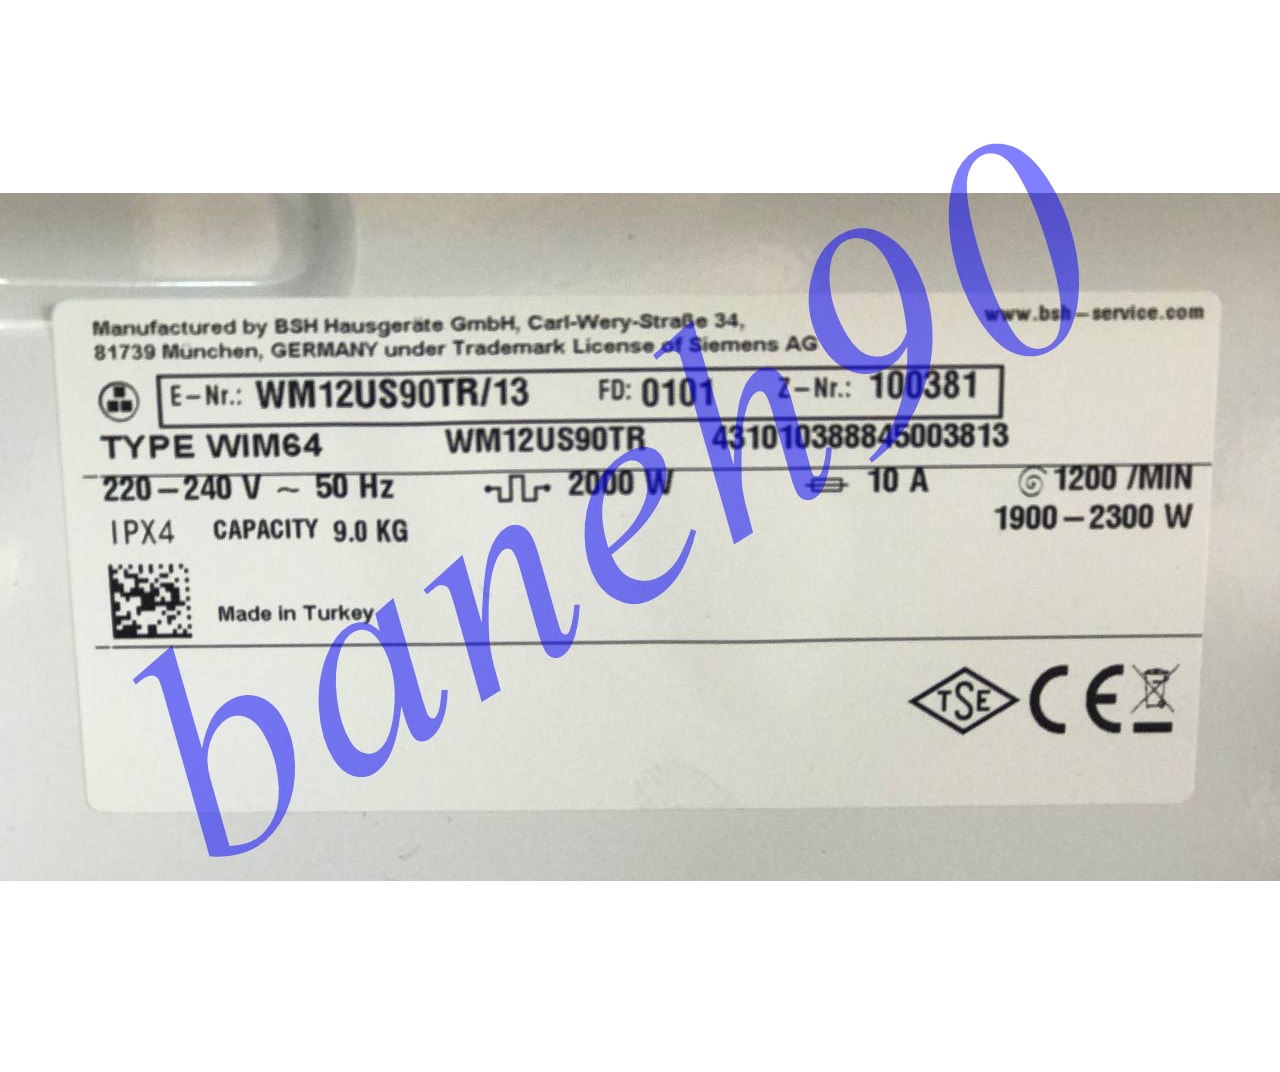 Manufactured by BSH Hausgeräte GmbH, Carl-Wery-Straße 34,
81739 München, GERMANY under Trademark License of Siemens AG
www.bsh-service.com
E-Nr.: WM12US90TR/13 FD: 0101 Z-Nr.: 100381
TYPE WIM64 WM12US90TR 431010388845003813
220-240 V ~ 50 Hz 2000 W 10 A 1200 /MIN
IPX4 CAPACITY 9.0 KG 1900-2300 W
Made in Turkey
TSE CE
baneh90